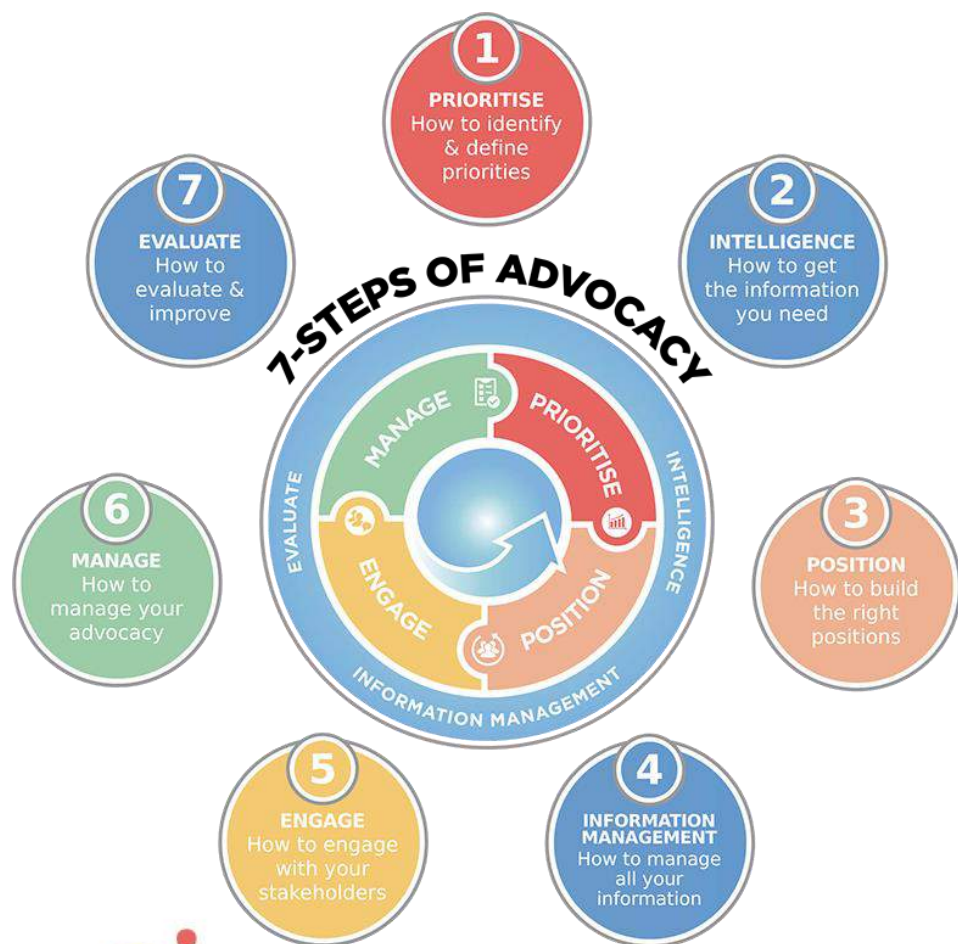 1
PRIORITISE
How to identify
& define
priorities
2
INTELLIGENCE
How to get
the information
you need
3
POSITION
How to build
the right
positions
4
INFORMATION
MANAGEMENT
How to manage
all your
information
5
ENGAGE
How to engage
with your
stakeholders
6
MANAGE
How to
manage your
advocacy
7
EVALUATE
How to
evaluate &
improve
7-STEPS OF ADVOCACY
MANAGE
PRIORITISE
POSITION
ENGAGE
EVALUATE
INTELLIGENCE
INFORMATION MANAGEMENT